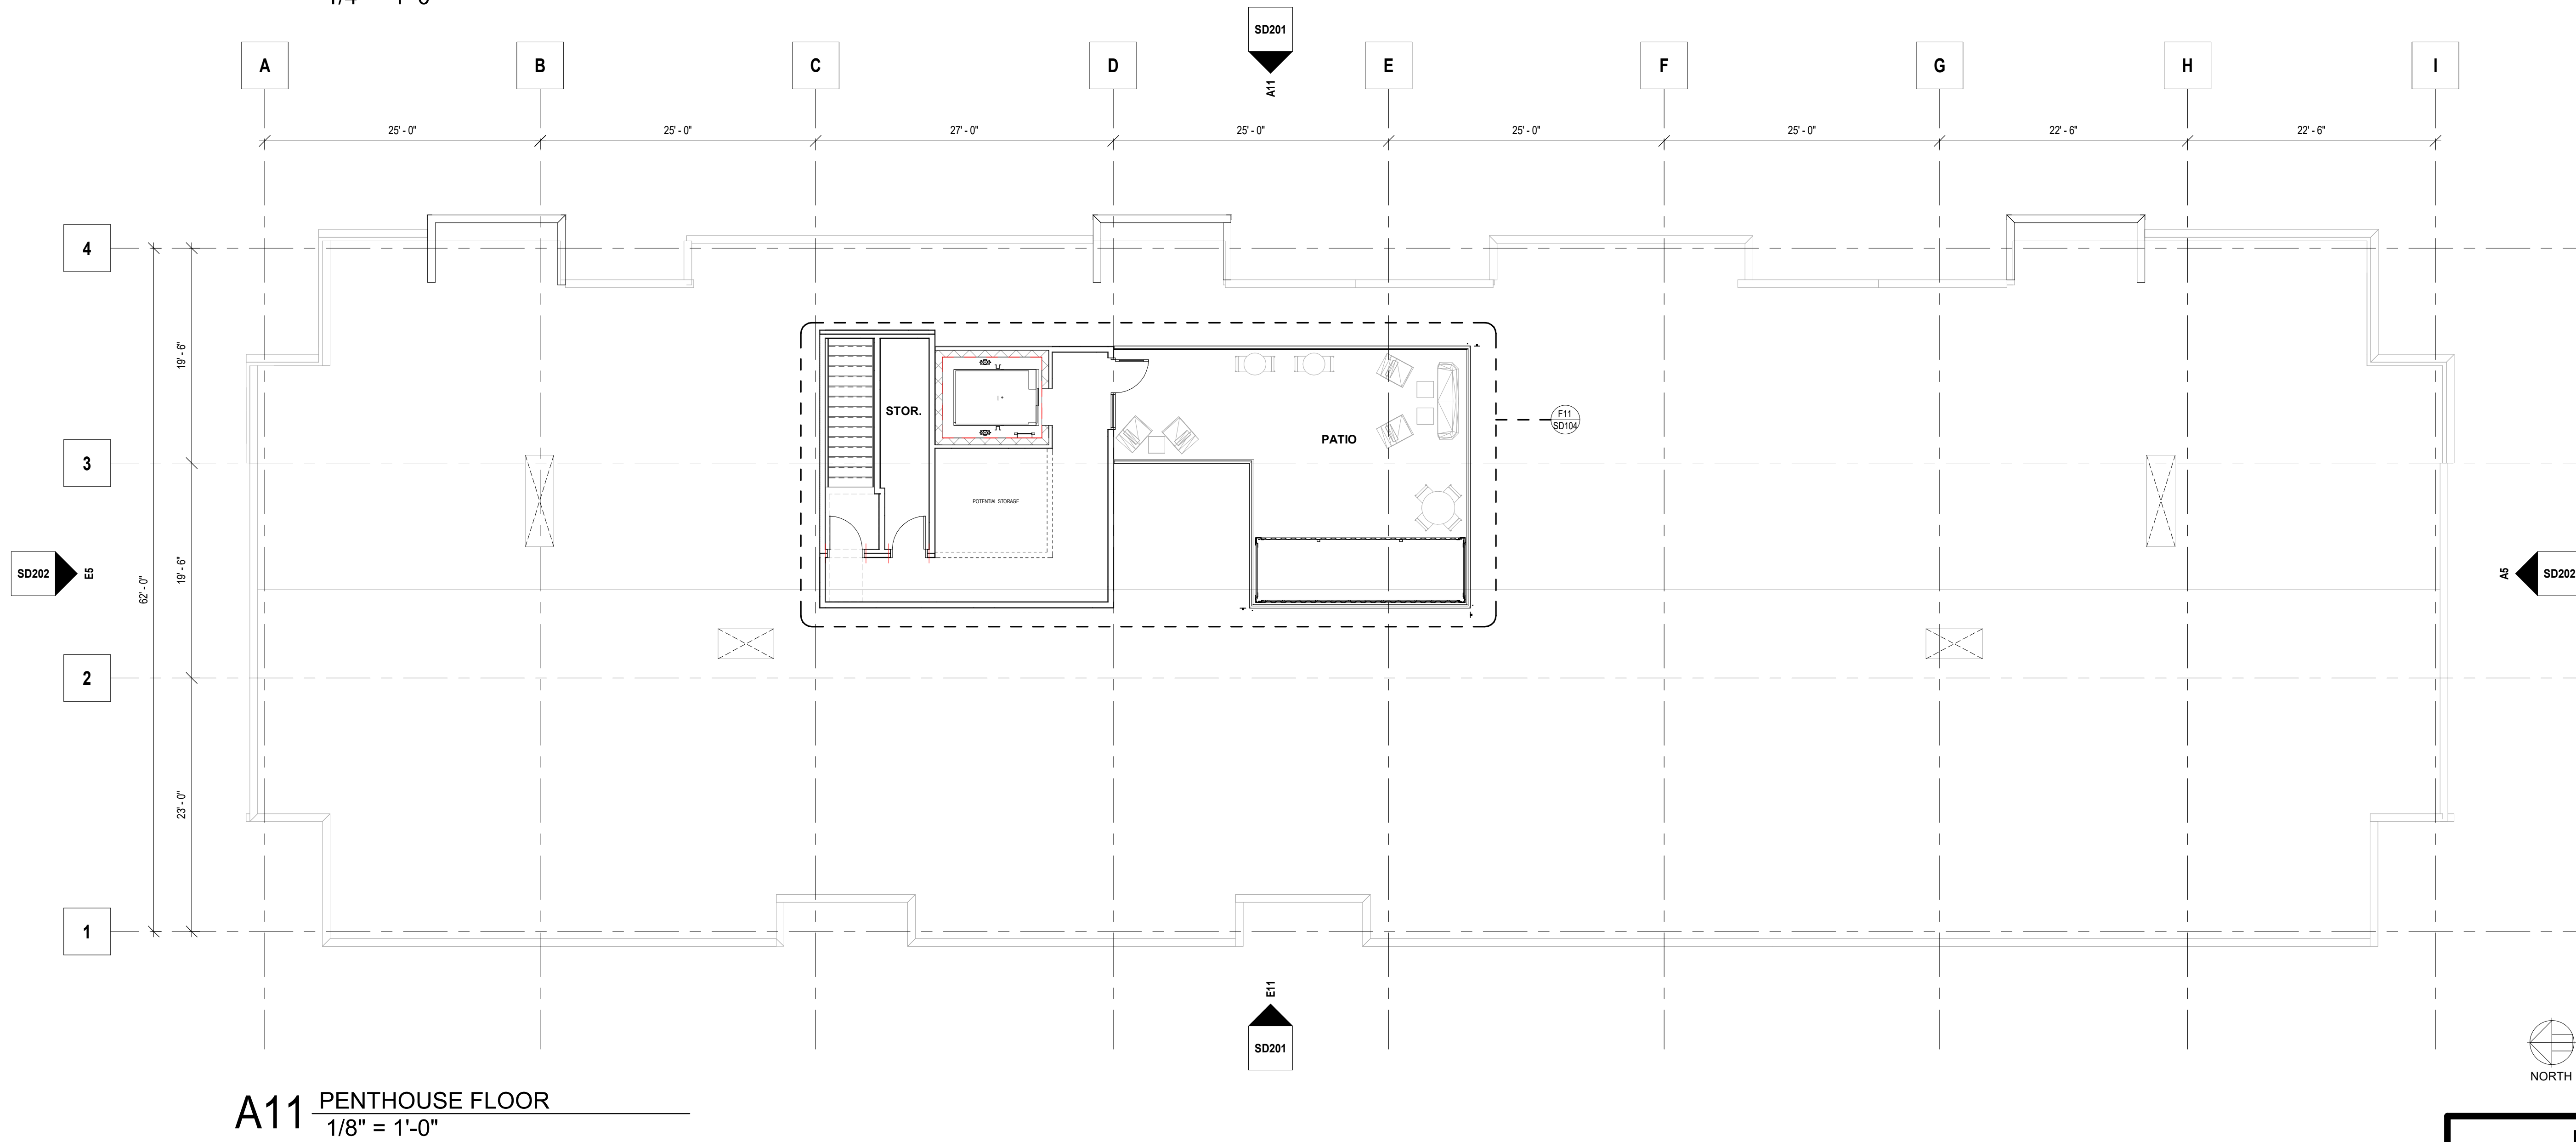 SD201
A11
A B C D E F G H I
25' - 0" 25' - 0" 27' - 0" 25' - 0" 25' - 0" 25' - 0" 22' - 6" 22' - 6"
4
19' - 6"
STOR.
F11
SD104
PATIO
3
POTENTIAL STORAGE
SD202
E5
62' - 0"
19' - 6"
A5
SD202
2
23' - 0"
1
E11
SD201
NORTH
A11 PENTHOUSE FLOOR
1/8" = 1'-0"